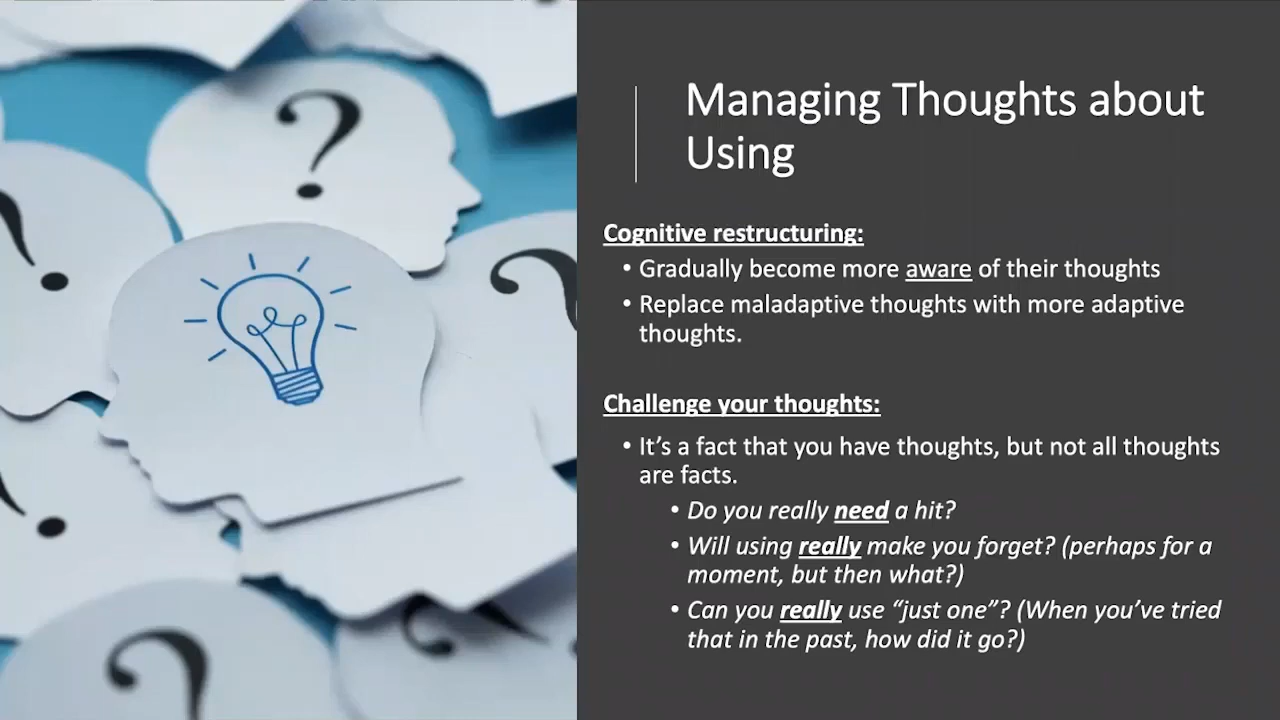 Managing Thoughts about
Using
Cognitive restructuring:
• Gradually become more aware of their thoughts
• Replace maladaptive thoughts with more adaptive
thoughts.
Challenge your thoughts:
• It’s a fact that you have thoughts, but not all thoughts
are facts.
• Do you really need a hit?
• Will using really make you forget? (perhaps for a
moment, but then what?)
• Can you really use “just one”? (When you’ve tried
that in the past, how did it go?)
?
?
?
?
?